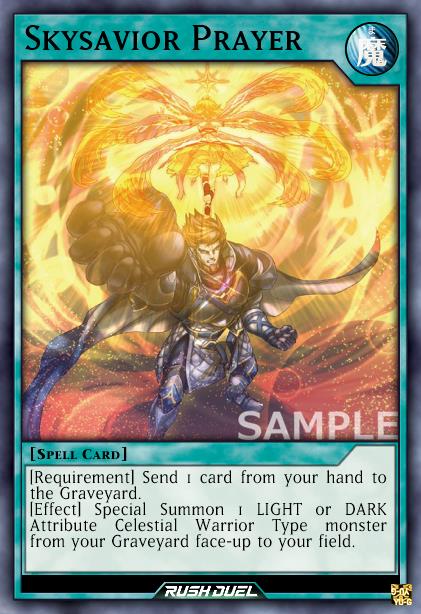 Skysavior Prayer
ま
魔
SAMPLE
[Spell Card]
[Requirement] Send 1 card from your hand to
the Graveyard.
[Effect] Special Summon 1 LIGHT or DARK
Attribute Celestial Warrior Type monster
from your Graveyard face-up to your field.
RUSH DUEL